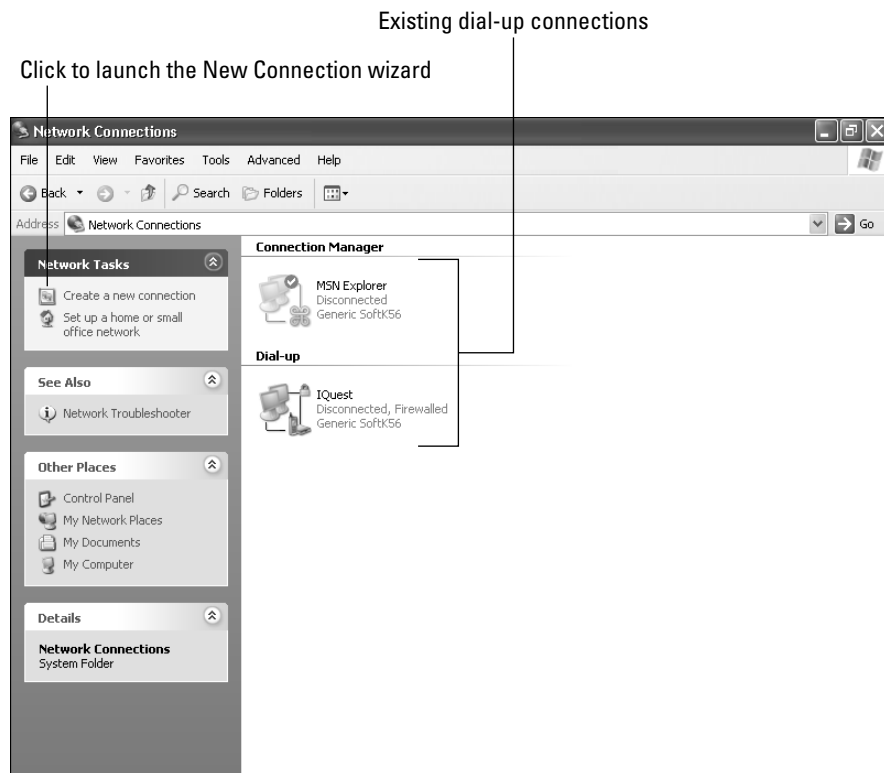 Existing dial-up connections
Click to launch the New Connection wizard
Network Connections
File Edit View Favorites Tools Advanced Help
Back Search Folders
Address Network Connections Go
Network Tasks
Create a new connection
Set up a home or small
office network
See Also
Network Troubleshooter
Other Places
Control Panel
My Network Places
My Documents
My Computer
Details
Network Connections
System Folder
Connection Manager
MSN Explorer
Disconnected
Generic SoftK56
Dial-up
IQuest
Disconnected, Firewalled
Generic SoftK56